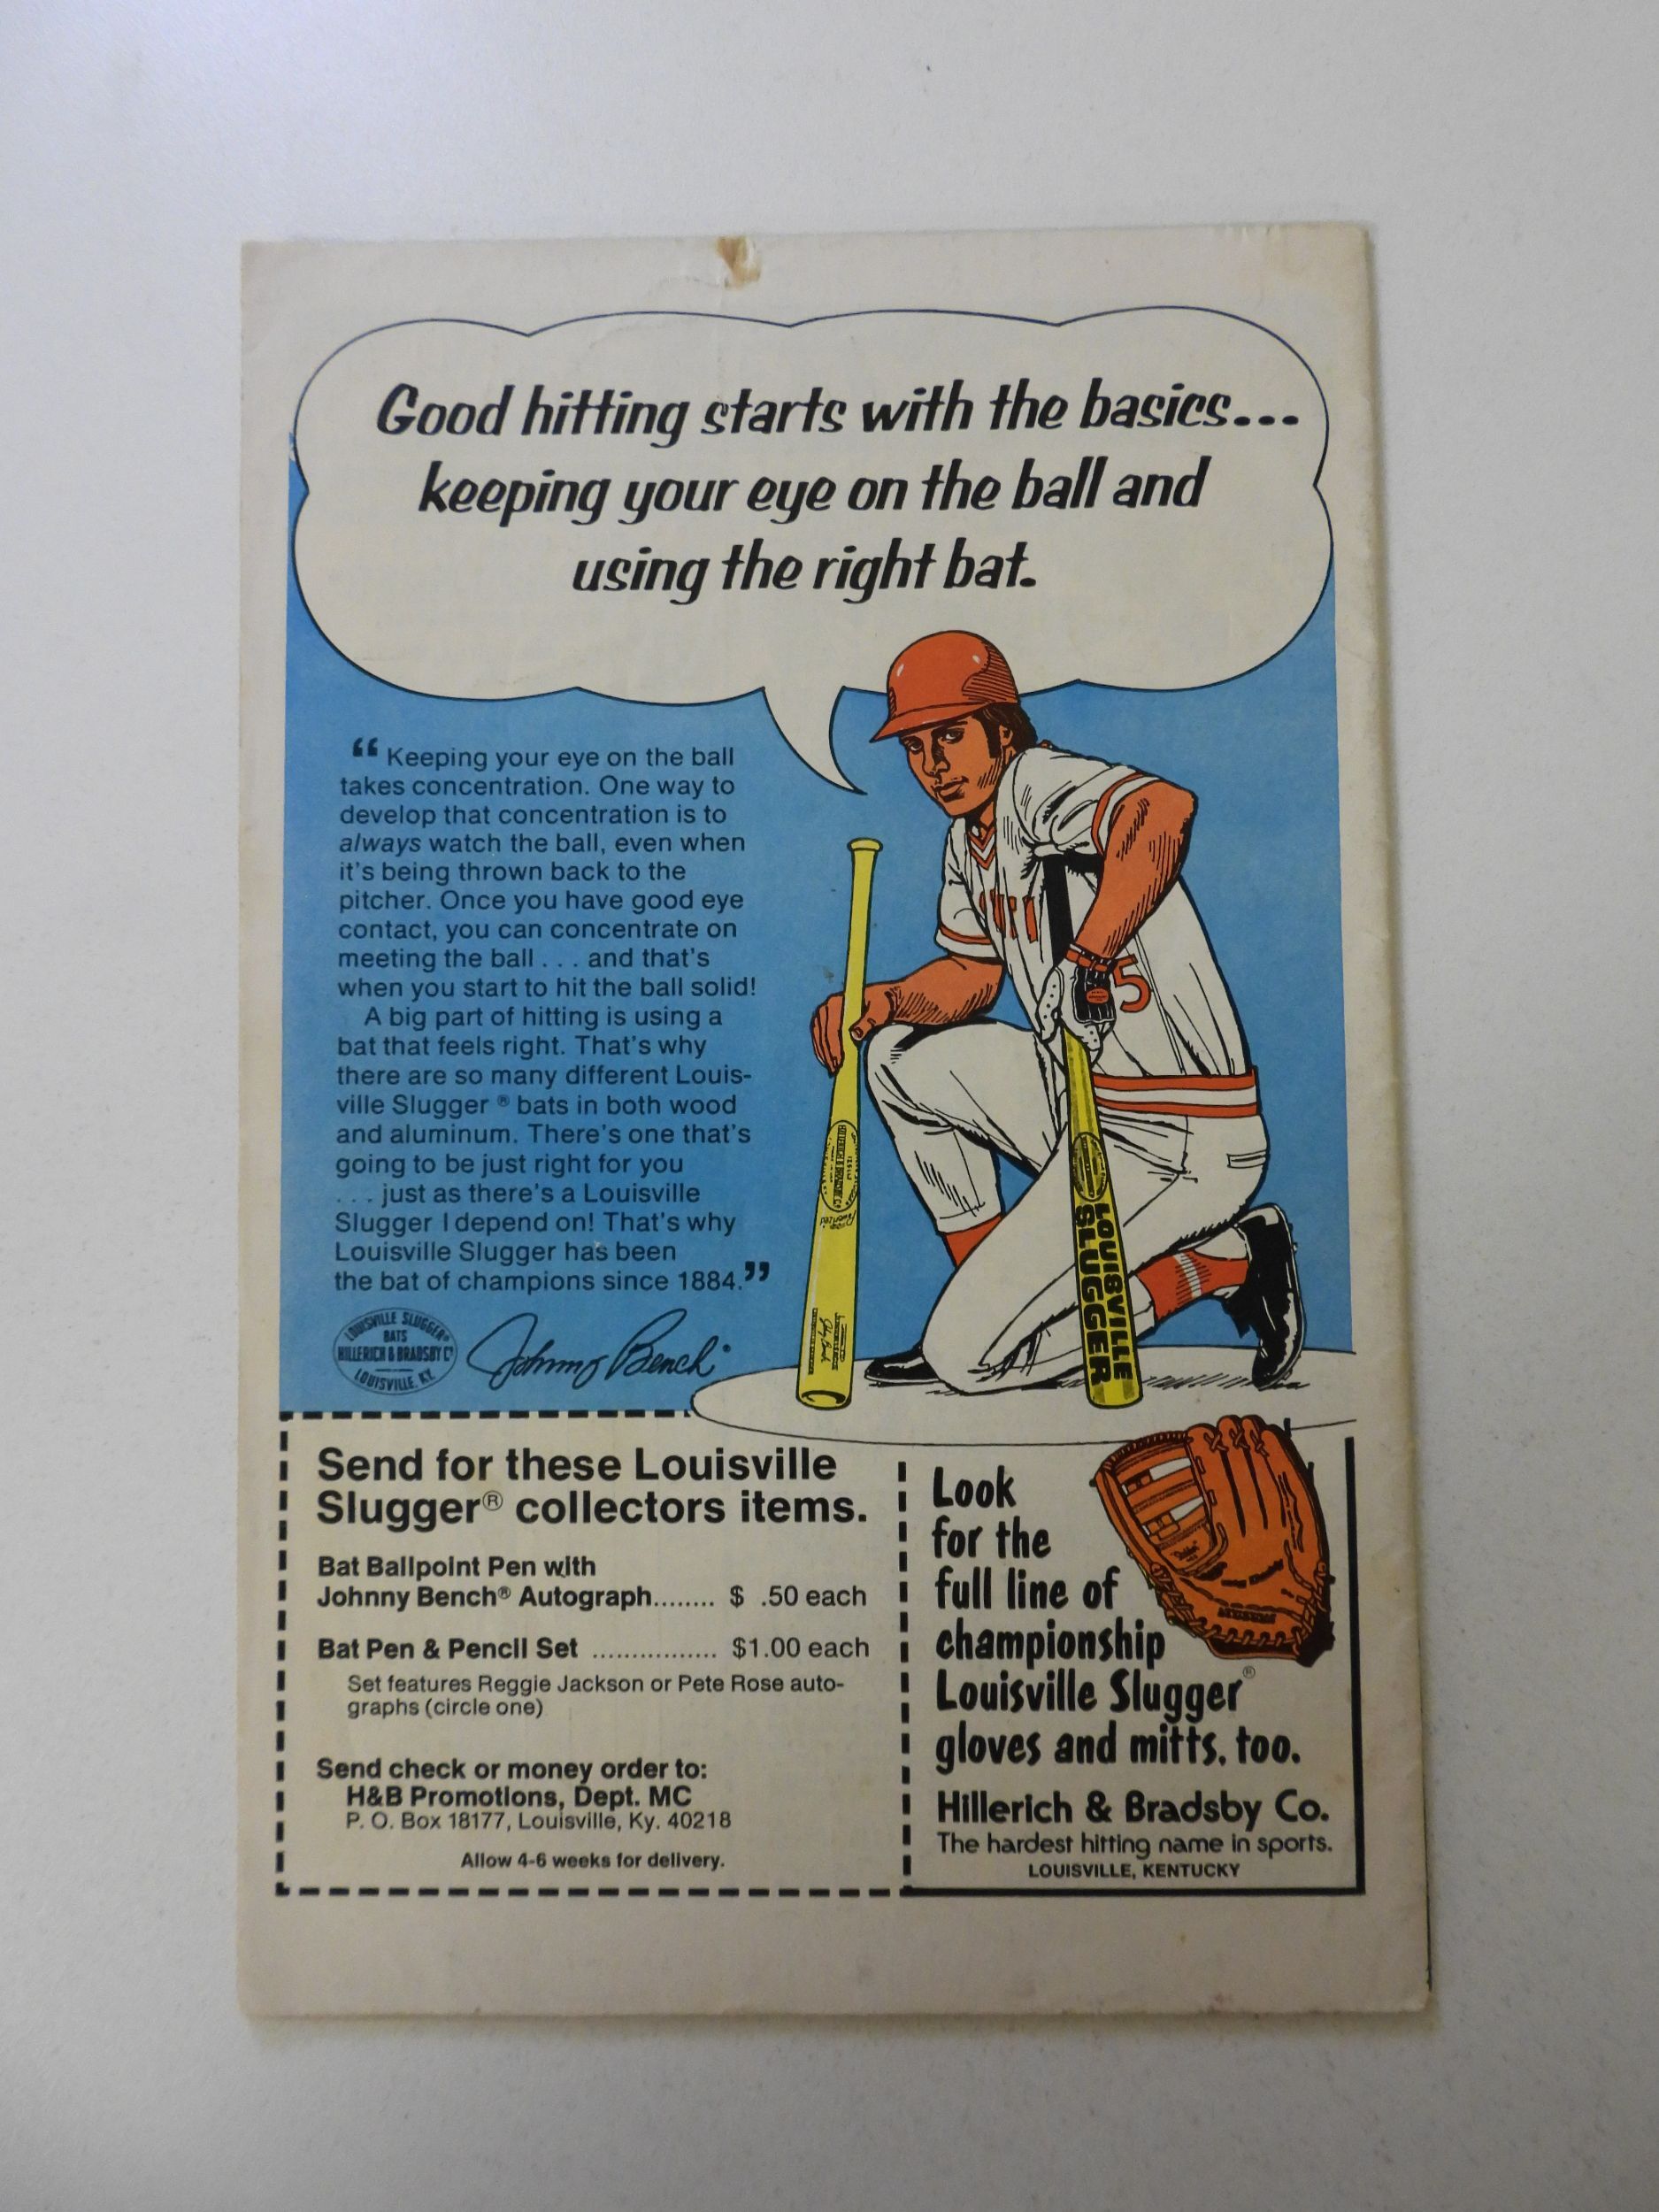 Good hitting starts with the basics...
keeping your eye on the ball and
using the right bat.
“ Keeping your eye on the ball
takes concentration. One way to
develop that concentration is to
always watch the ball, even when
it's being thrown back to the
pitcher. Once you have good eye
contact, you can concentrate on
meeting the ball . . . and that's
when you start to hit the ball solid!
A big part of hitting is using a
bat that feels right. That's why
there are so many different Louis-
ville Slugger ® bats in both wood
and aluminum. There's one that's
going to be just right for you
. . . just as there's a Louisville
Slugger I depend on! That's why
Louisville Slugger has been
the bat of champions since 1884.”
LOUISVILLE SLUGGER®
BATS
HILLERICH & BRADSBY Cº
LOUISVILLE, KY.
Johnny Bench®
5
LOUISVILLE
SLUGGER
Send for these Louisville
Slugger® collectors items.
Bat Ballpoint Pen with
Johnny Bench® Autograph........ $ .50 each
Bat Pen & Pencil Set ................ $1.00 each
Set features Reggie Jackson or Pete Rose auto-
graphs (circle one)
Send check or money order to:
H&B Promotions, Dept. MC
P. O. Box 18177, Louisville, Ky. 40218
Allow 4-6 weeks for delivery.
Look
for the
full line of
championship
Louisville Slugger®
gloves and mitts, too.
Hillerich & Bradsby Co.
The hardest hitting name in sports.
LOUISVILLE, KENTUCKY